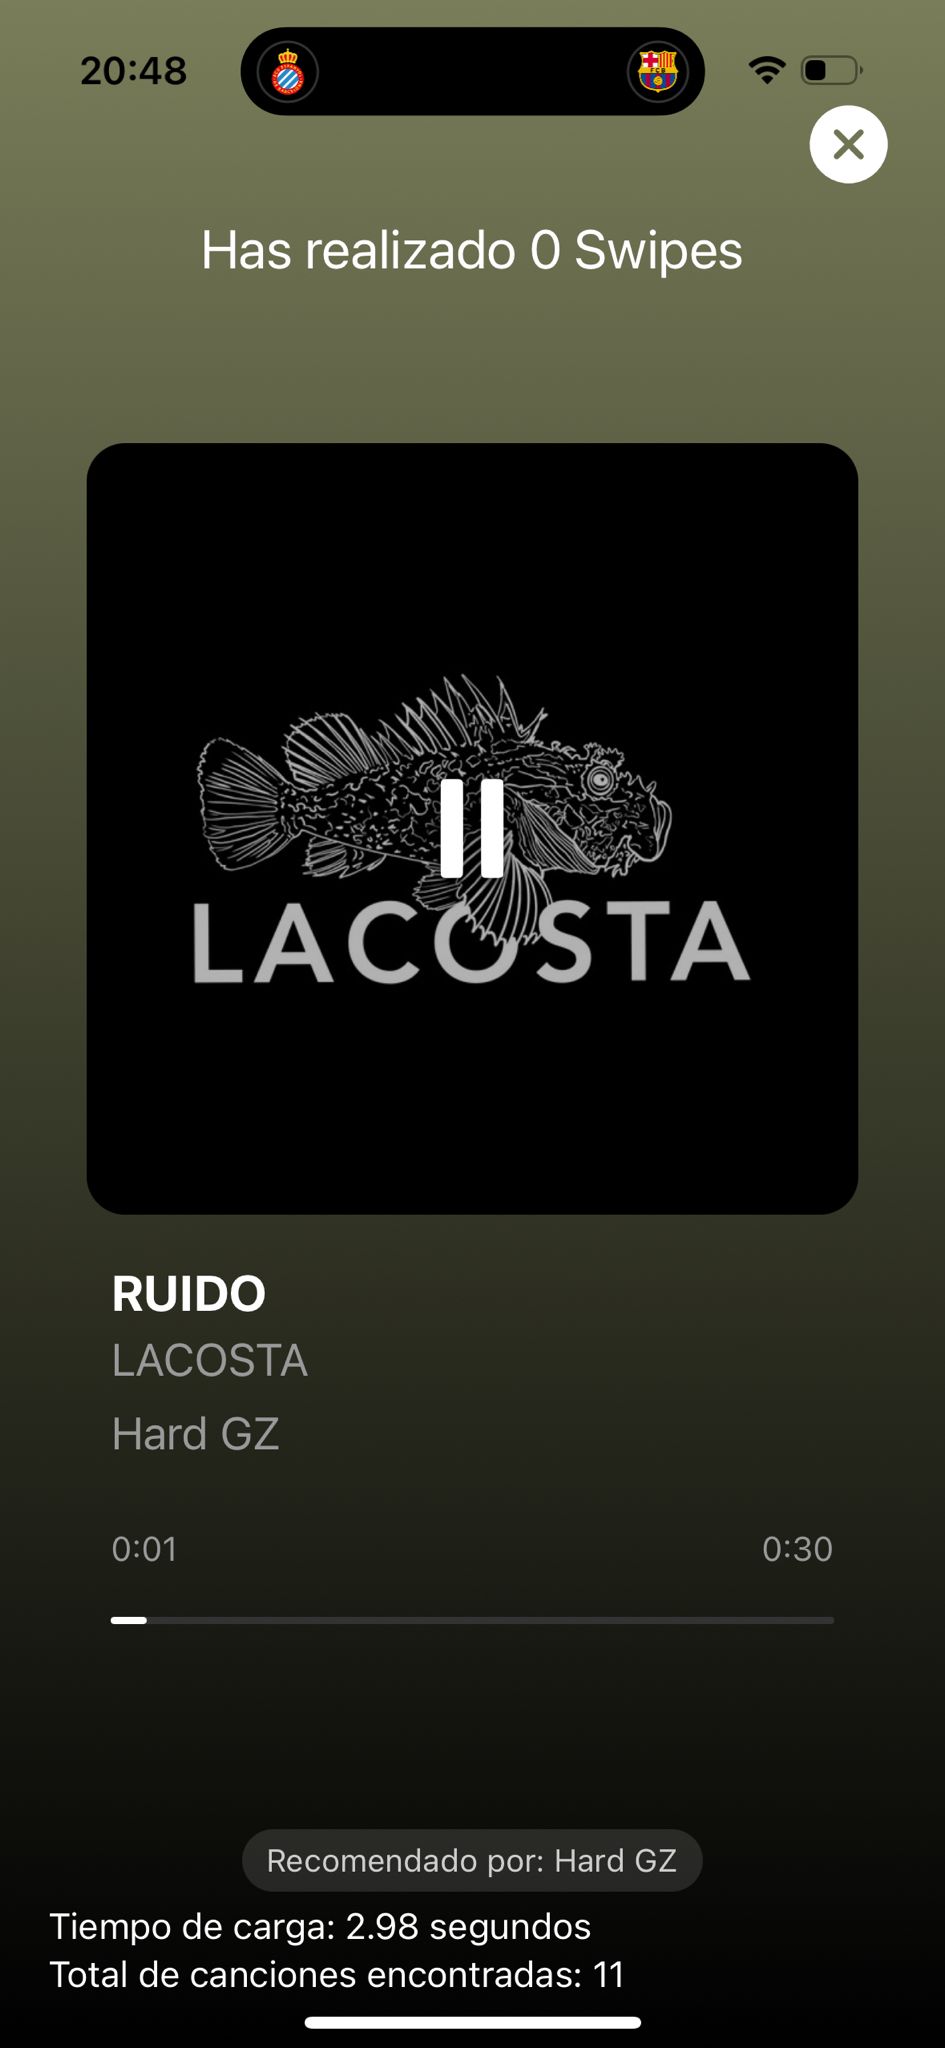 20:48
Has realizado 0 Swipes
LACOSTA
RUIDO
LACOSTA
Hard GZ
0:01
0:30
Recomendado por: Hard GZ
Tiempo de carga: 2.98 segundos
Total de canciones encontradas: 11